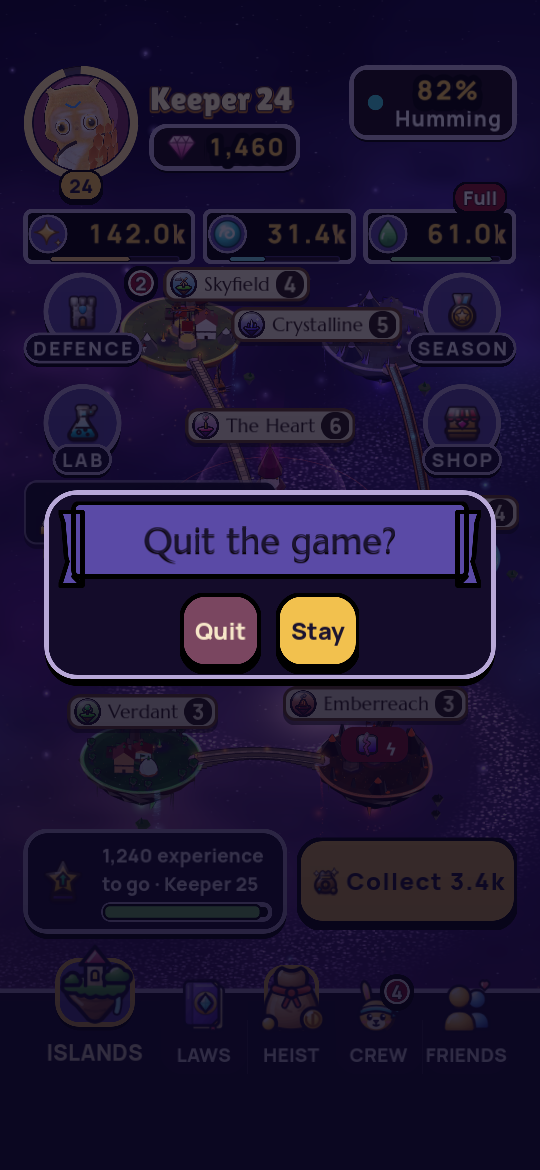 Keeper 24
82%
Humming
1,460
24
Full
142.0k
31.4k
61.0k
2
Skyfield 4
Crystalline 5
DEFENCE
SEASON
The Heart 6
LAB
SHOP
4
Quit the game?
Quit
Stay
Verdant 3
Emberreach 3
1,240 experience
to go · Keeper 25
Collect 3.4k
4
ISLANDS
LAWS
HEIST
CREW
FRIENDS